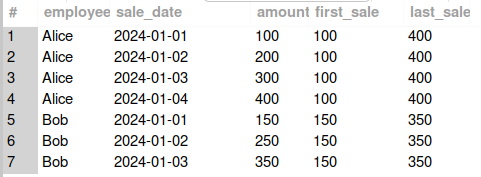 # employee sale_date amount first_sale last_sale
1 Alice 2024-01-01 100 100 400
2 Alice 2024-01-02 200 100 400
3 Alice 2024-01-03 300 100 400
4 Alice 2024-01-04 400 100 400
5 Bob 2024-01-01 150 150 350
6 Bob 2024-01-02 250 150 350
7 Bob 2024-01-03 350 150 350